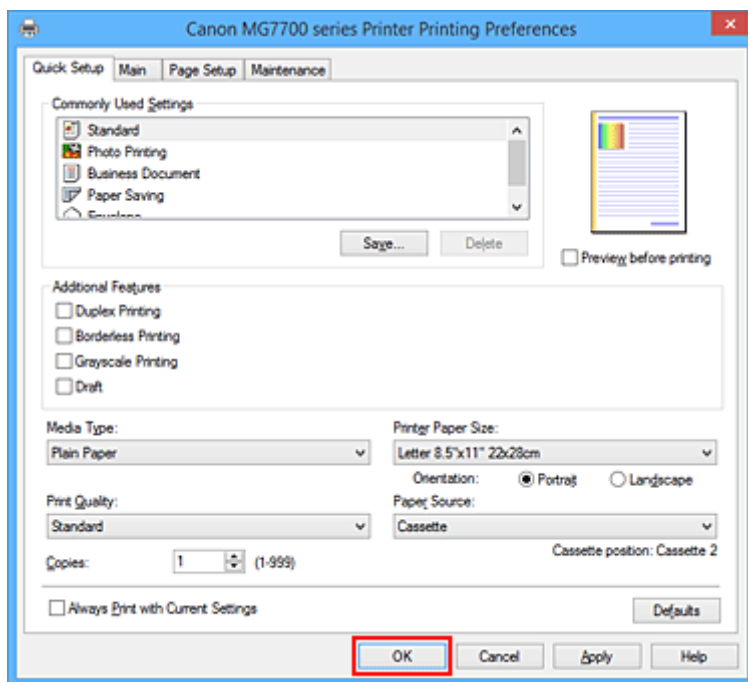 Canon MG7700 series Printer Printing Preferences
Quick Setup Main Page Setup Maintenance
Commonly Used Settings
Standard
Photo Printing
Business Document
Paper Saving
Envelope
Save... Delete
Preview before printing
Additional Features
Duplex Printing
Borderless Printing
Grayscale Printing
Draft
Media Type:
Plain Paper
Printer Paper Size:
Letter 8.5"x11" 22x28cm
Orientation: Portrait Landscape
Print Quality:
Standard
Paper Source:
Cassette
Cassette position: Cassette 2
Copies: 1 (1-999)
Always Print with Current Settings
Defaults
OK Cancel Apply Help